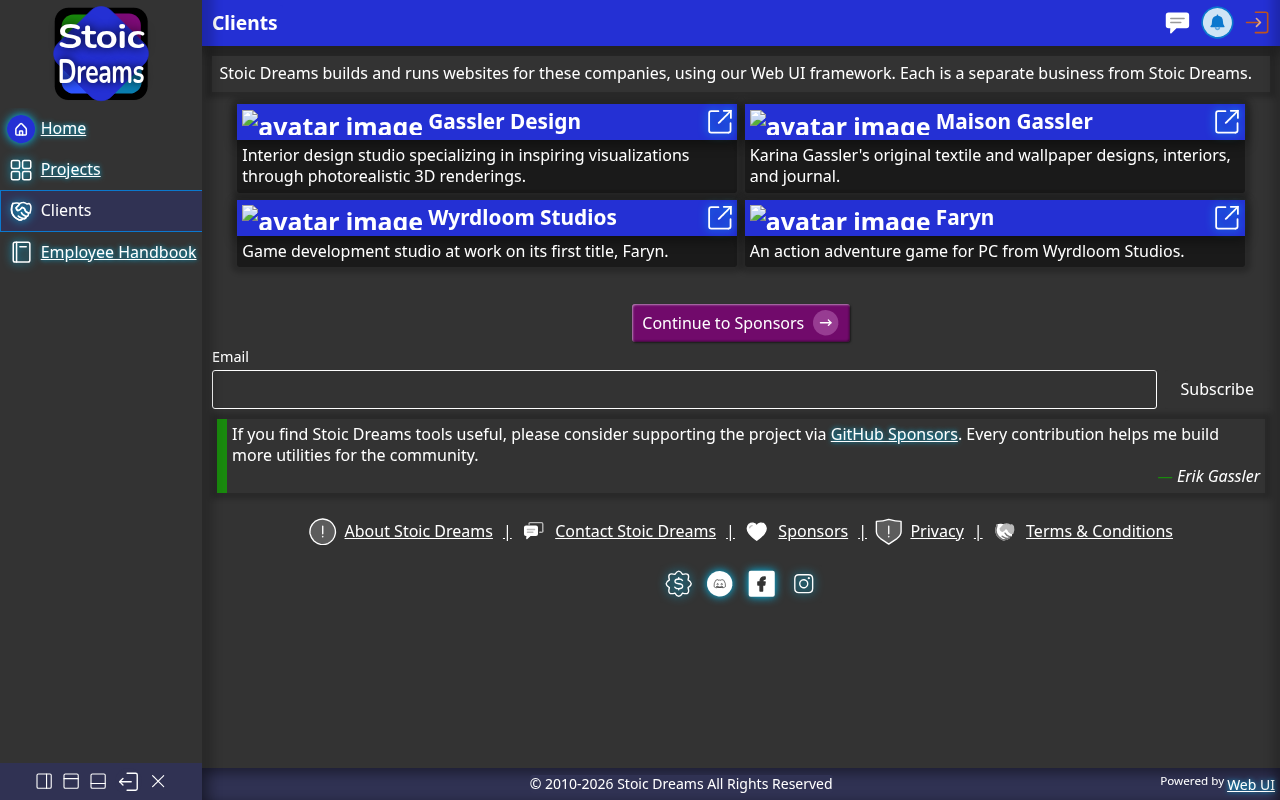 Stoic
Dreams
Clients
Home
Projects
Clients
Employee Handbook
Stoic Dreams builds and runs websites for these companies, using our Web UI framework. Each is a separate business from Stoic Dreams.
avatar image Gassler Design
Interior design studio specializing in inspiring visualizations
through photorealistic 3D renderings.
avatar image Maison Gassler
Karina Gassler's original textile and wallpaper designs, interiors,
and journal.
avatar image Wyrdloom Studios
Game development studio at work on its first title, Faryn.
avatar image Faryn
An action adventure game for PC from Wyrdloom Studios.
Continue to Sponsors
Email
Subscribe
If you find Stoic Dreams tools useful, please consider supporting the project via GitHub Sponsors. Every contribution helps me build
more utilities for the community.
— Erik Gassler
About Stoic Dreams | Contact Stoic Dreams | Sponsors | Privacy | Terms & Conditions
© 2010-2026 Stoic Dreams All Rights Reserved
Powered by Web UI